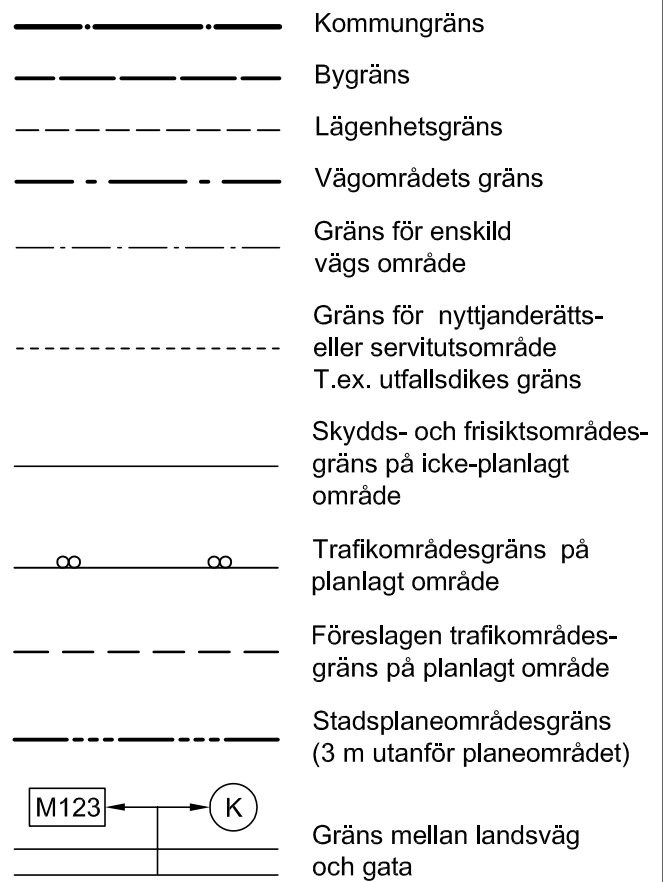 Kommungräns
Bygräns
Lägenhetsgräns
Vägområdets gräns
Gräns för enskild
vägs område
Gräns för nyttjanderätts-
eller servitutsområde
T.ex. utfallsdikes gräns
Skydds- och frisiktsområdes-
gräns på icke-planlagt
område
Trafikområdesgräns på
planlagt område
Föreslagen trafikområdes-
gräns på planlagt område
Stadsplaneområdesgräns
(3 m utanför planeområdet)
M123 K
Gräns mellan landsväg
och gata